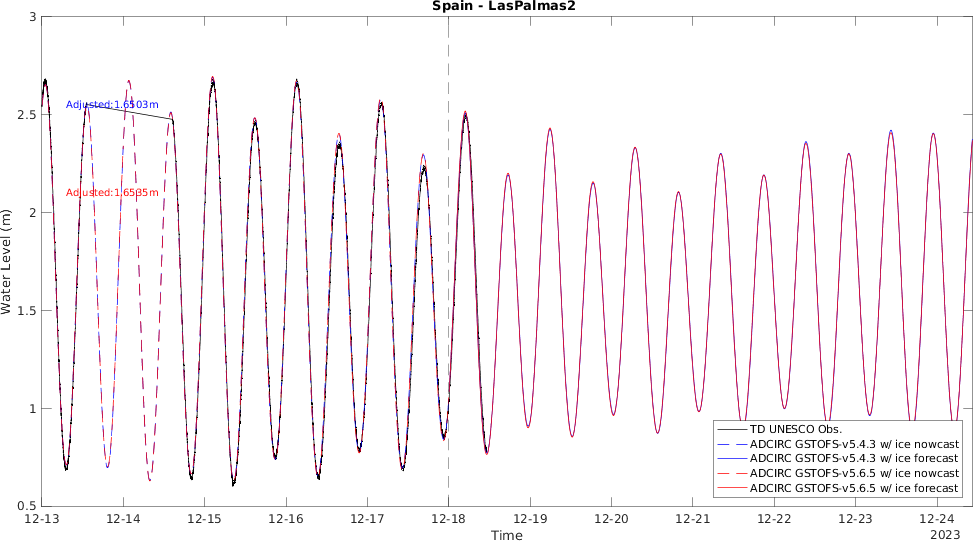 Spain - LasPalmas2
3
2.5
2
1.5
1
0.5
Water Level (m)
Adjusted:1.6503m
Adjusted:1.6535m
TD UNESCO Obs.
ADCIRC GSTOFS-v5.4.3 w/ ice nowcast
ADCIRC GSTOFS-v5.4.3 w/ ice forecast
ADCIRC GSTOFS-v5.6.5 w/ ice nowcast
ADCIRC GSTOFS-v5.6.5 w/ ice forecast
12-13 12-14 12-15 12-16 12-17 12-18 12-19 12-20 12-21 12-22 12-23 12-24
Time
2023